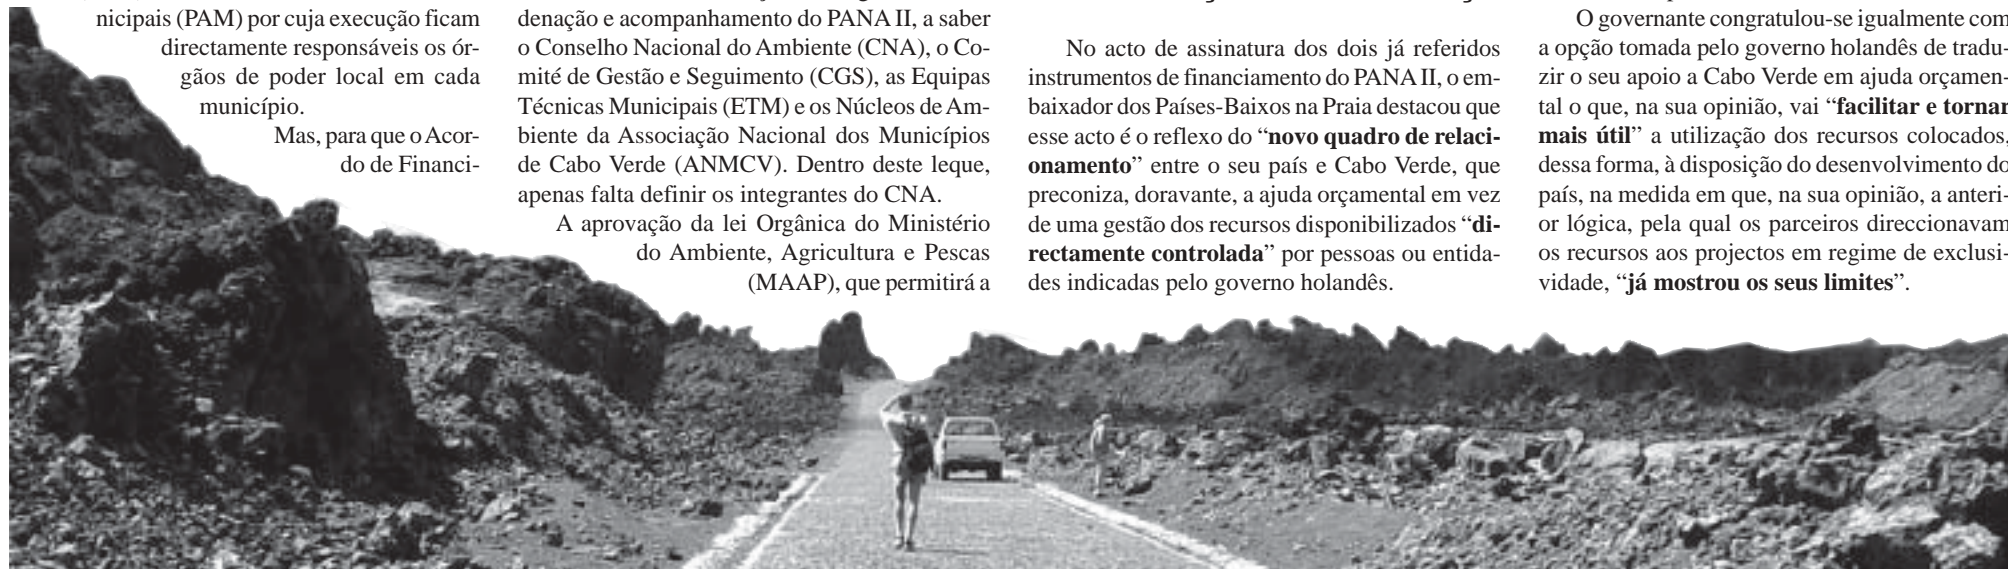 nicipais (PAM) por cuja execução ficam
directamente responsáveis os ór-
gãos de poder local em cada
município.
Mas, para que o Acor-
do de Financi-
denação e acompanhamento do PANA II, a saber
o Conselho Nacional do Ambiente (CNA), o Co-
mité de Gestão e Seguimento (CGS), as Equipas
Técnicas Municipais (ETM) e os Núcleos de Am-
biente da Associação Nacional dos Municípios
de Cabo Verde (ANMCV). Dentro deste leque,
apenas falta definir os integrantes do CNA.
A aprovação da lei Orgânica do Ministério
do Ambiente, Agricultura e Pescas
(MAAP), que permitirá a
No acto de assinatura dos dois já referidos
instrumentos de financiamento do PANA II, o em-
baixador dos Países-Baixos na Praia destacou que
esse acto é o reflexo do “novo quadro de relaci-
onamento” entre o seu país e Cabo Verde, que
preconiza, doravante, a ajuda orçamental em vez
de uma gestão dos recursos disponibilizados “di-
rectamente controlada” por pessoas ou entida-
des indicadas pelo governo holandês.
O governante congratulou-se igualmente com
a opção tomada pelo governo holandês de tradu-
zir o seu apoio a Cabo Verde em ajuda orçamen-
tal o que, na sua opinião, vai “facilitar e tornar
mais útil” a utilização dos recursos colocados,
dessa forma, à disposição do desenvolvimento do
país, na medida em que, na sua opinião, a anteri-
or lógica, pela qual os parceiros direccionavam
os recursos aos projectos em regime de exclusi-
vidade, “já mostrou os seus limites”.